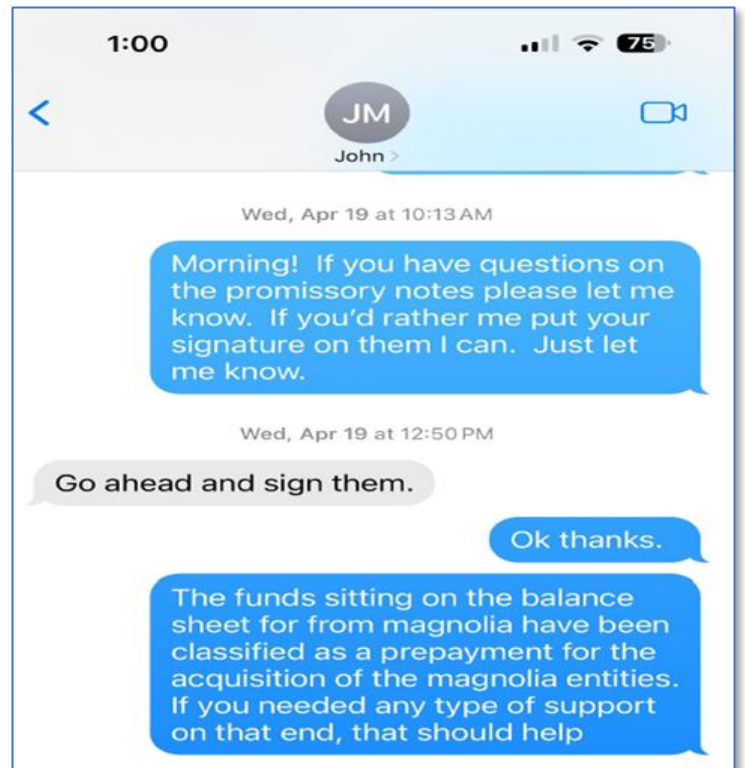 1:00
75
JM
John >
Wed, Apr 19 at 10:13 AM
Morning!  If you have questions on
the promissory notes please let me
know.  If you'd rather me put your
signature on them I can.  Just let
me know.
Wed, Apr 19 at 12:50 PM
Go ahead and sign them.
Ok thanks.
The funds sitting on the balance
sheet for from magnolia have been
classified as a prepayment for the
acquisition of the magnolia entities.
If you needed any type of support
on that end, that should help